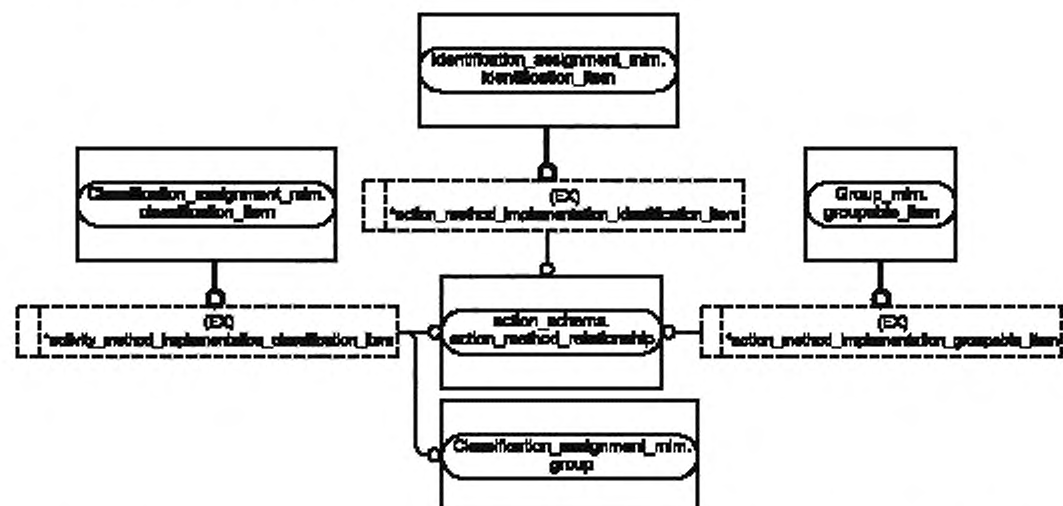 Identification_assignment_mim.
identification_item
Classification_assignment_mim.
classification_item
(EX)
*action_method_implementation_identification_item
Group_mim.
groupable_item
(EX)
*activity_method_implementation_classification_item
action_schema.
action_method_relationship
(EX)
*action_method_implementation_groupable_item
Classification_assignment_mim.
group